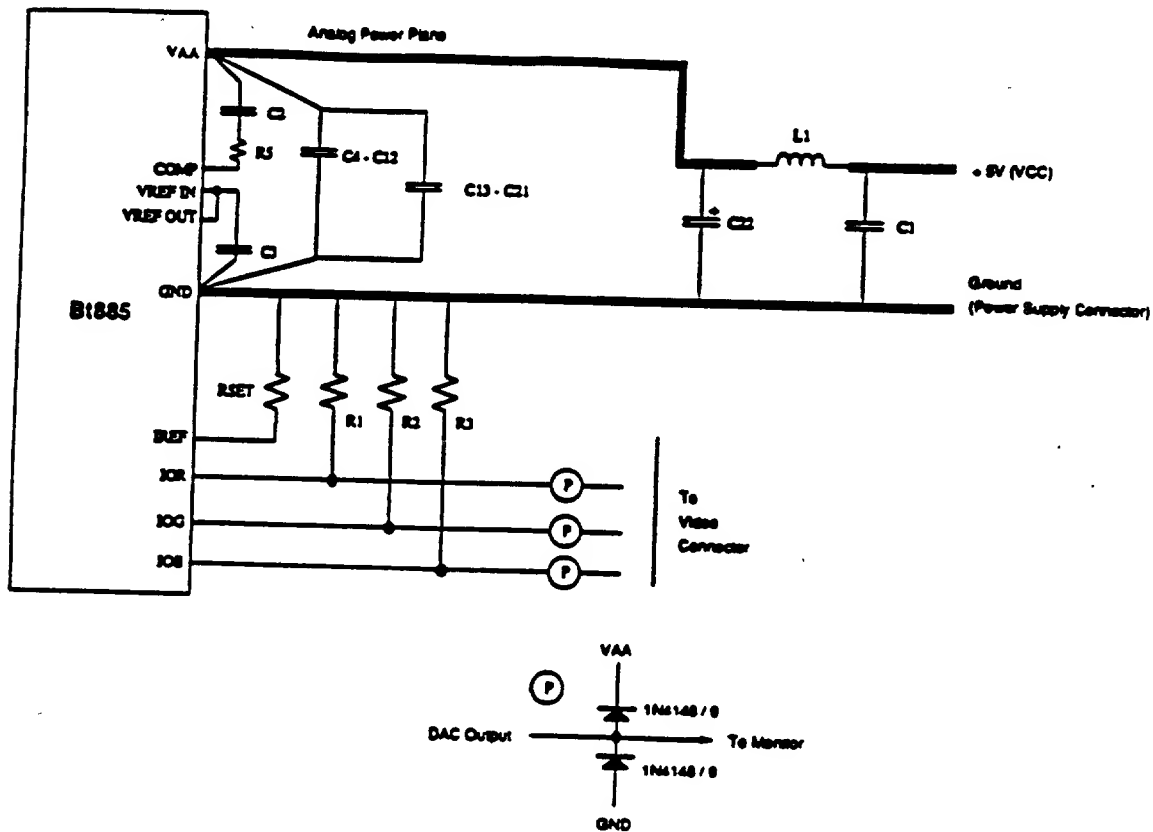 Analog Power Plane
VAA
C2
R5
C4 - C12
C13 - C21
COMP
VREF IN
VREF OUT
C3
GND
L1
+ 5V (VCC)
+
C22
C1
Ground
(Power Supply Connector)
Bt885
RSET
R1
R2
R3
IREF
IOR
P
IOG
P
IOB
P
To
Video
Connector
VAA
P
1N4148 / 9
DAC Output
To Monitor
1N4148 / 9
GND